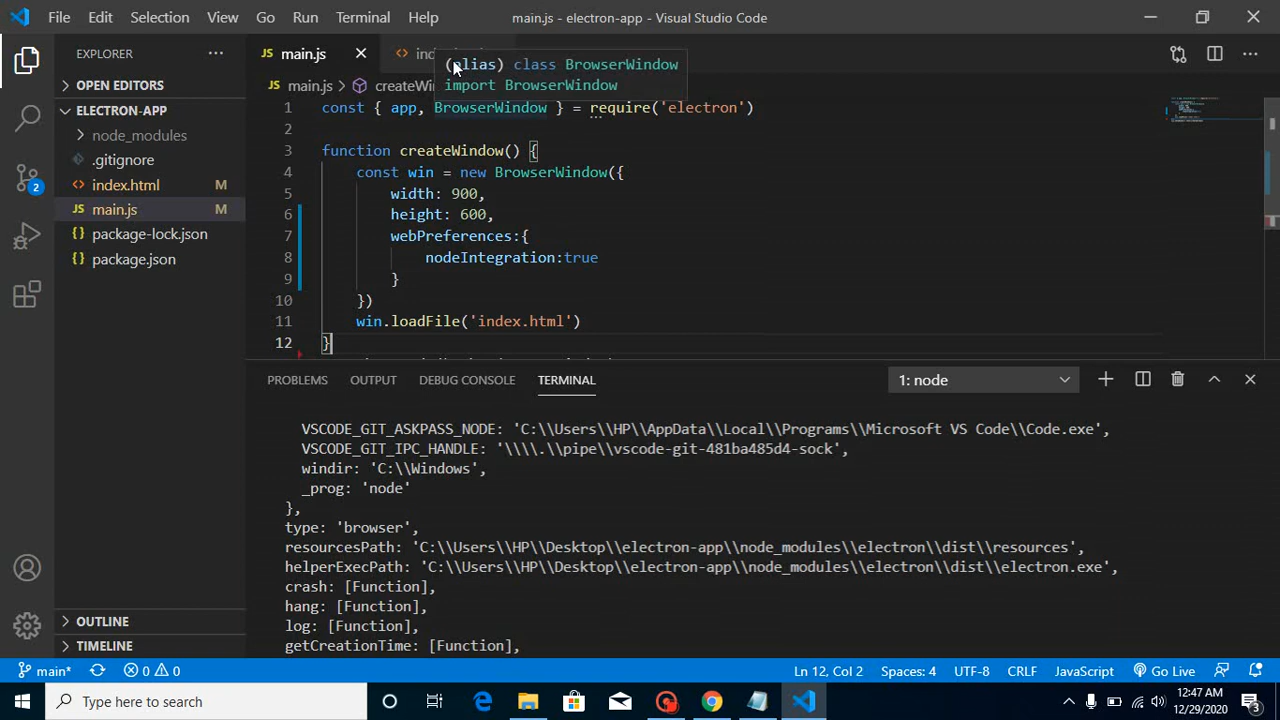 File Edit Selection View Go Run Terminal Help
main.js - electron-app - Visual Studio Code
EXPLORER
OPEN EDITORS
ELECTRON-APP
node_modules
.gitignore
index.html M
main.js M
package-lock.json
package.json
OUTLINE
TIMELINE
2
JS main.js
<>
(alias) class BrowserWindow
import BrowserWindow
JS main.js >
1 const { app, BrowserWindow } = require('electron')
2
3 function createWindow() {
4 const win = new BrowserWindow({
5 width: 900,
6 height: 600,
7 webPreferences:{
8 nodeIntegration:true
9 }
10 })
11 win.loadFile('index.html')
12 }
PROBLEMS OUTPUT DEBUG CONSOLE TERMINAL
1: node
VSCODE_GIT_ASKPASS_NODE: 'C:\\Users\\HP\\AppData\\Local\\Programs\\Microsoft VS Code\\Code.exe',
VSCODE_GIT_IPC_HANDLE: '\\\\.\\pipe\\vscode-git-481ba485d4-sock',
windir: 'C:\\Windows',
_prog: 'node'
},
type: 'browser',
resourcesPath: 'C:\\Users\\HP\\Desktop\\electron-app\\node_modules\\electron\\dist\\resources',
helperExecPath: 'C:\\Users\\HP\\Desktop\\electron-app\\node_modules\\electron\\dist\\electron.exe',
crash: [Function],
hang: [Function],
log: [Function],
getCreationTime: [Function],
main* 0 0 Ln 12, Col 2 Spaces: 4 UTF-8 CRLF JavaScript Go Live
Type here to search
12:47 AM
12/29/2020
3